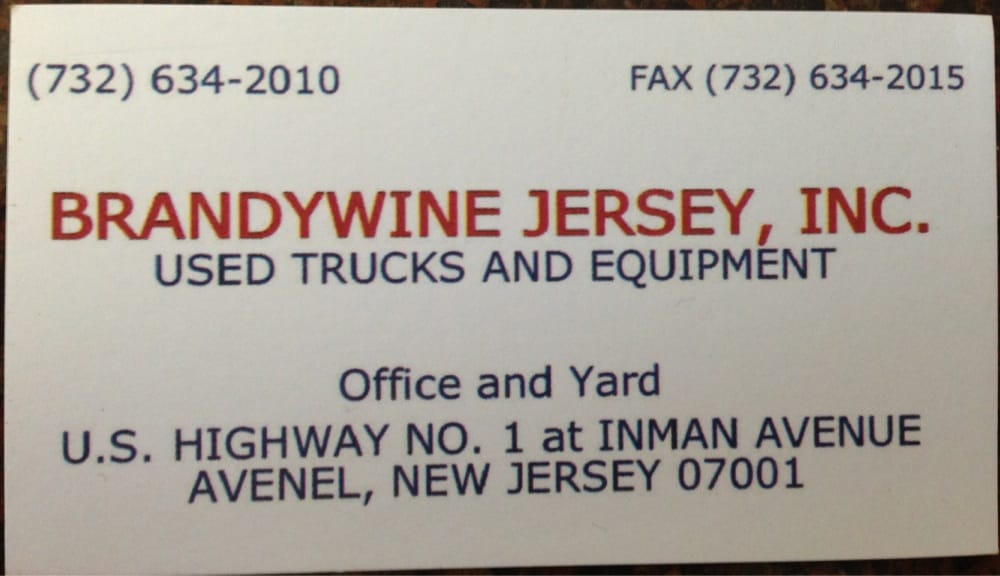 (732) 634-2010 FAX (732) 634-2015
BRANDYWINE JERSEY, INC.
USED TRUCKS AND EQUIPMENT
Office and Yard
U.S. HIGHWAY NO. 1 at INMAN AVENUE
AVENEL, NEW JERSEY 07001